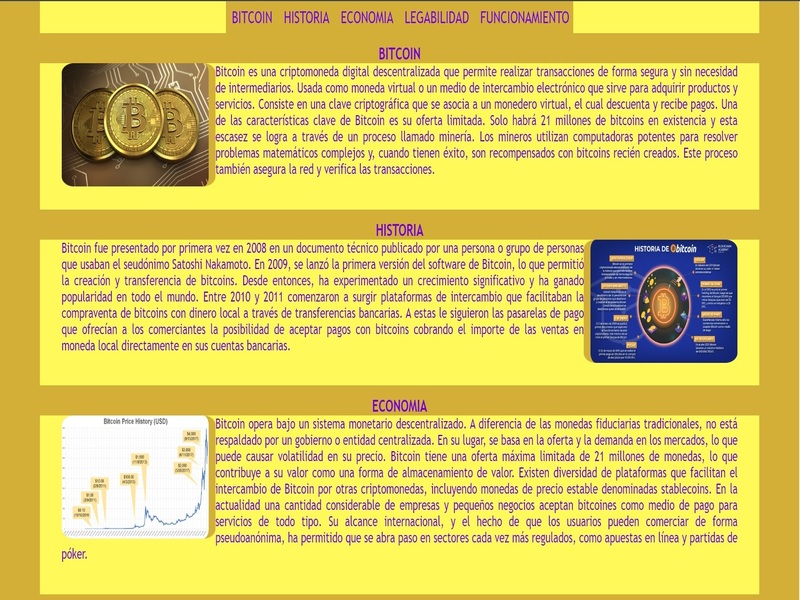 BITCOIN HISTORIA ECONOMIA LEGABILIDAD FUNCIONAMIENTO
BITCOIN
Bitcoin es una criptomoneda digital descentralizada que permite realizar transacciones de forma segura y sin necesidad
de intermediarios. Usada como moneda virtual o un medio de intercambio electrónico que sirve para adquirir productos y
servicios. Consiste en una clave criptográfica que se asocia a un monedero virtual, el cual descuenta y recibe pagos. Una
de las características clave de Bitcoin es su oferta limitada. Solo habrá 21 millones de bitcoins en existencia y esta
escasez se logra a través de un proceso llamado minería. Los mineros utilizan computadoras potentes para resolver
problemas matemáticos complejos y, cuando tienen éxito, son recompensados con bitcoins recién creados. Este proceso
también asegura la red y verifica las transacciones.
HISTORIA
Bitcoin fue presentado por primera vez en 2008 en un documento técnico publicado por una persona o grupo de personas
que usaban el seudónimo Satoshi Nakamoto. En 2009, se lanzó la primera versión del software de Bitcoin, lo que permitió
la creación y transferencia de bitcoins. Desde entonces, ha experimentado un crecimiento significativo y ha ganado
popularidad en todo el mundo. Entre 2010 y 2011 comenzaron a surgir plataformas de intercambio que facilitaban la
compraventa de bitcoins con dinero local a través de transferencias bancarias. A estas le siguieron las pasarelas de pago
que ofrecían a los comerciantes la posibilidad de aceptar pagos con bitcoins cobrando el importe de las ventas en
moneda local directamente en sus cuentas bancarias.
HISTORIA DE bitcoin
ECONOMIA
Bitcoin Price History (USD)
Bitcoin opera bajo un sistema monetario descentralizado. A diferencia de las monedas fiduciarias tradicionales, no está
respaldado por un gobierno o entidad centralizada. En su lugar, se basa en la oferta y la demanda en los mercados, lo que
puede causar volatilidad en su precio. Bitcoin tiene una oferta máxima limitada de 21 millones de monedas, lo que
contribuye a su valor como una forma de almacenamiento de valor. Existen diversidad de plataformas que facilitan el
intercambio de Bitcoin por otras criptomonedas, incluyendo monedas de precio estable denominadas stablecoins. En la
actualidad una cantidad considerable de empresas y pequeños negocios aceptan bitcoines como medio de pago para
servicios de todo tipo. Su alcance internacional, y el hecho de que los usuarios pueden comerciar de forma
pseudoanónima, ha permitido que se abra paso en sectores cada vez más regulados, como apuestas en línea y partidas de
póker.